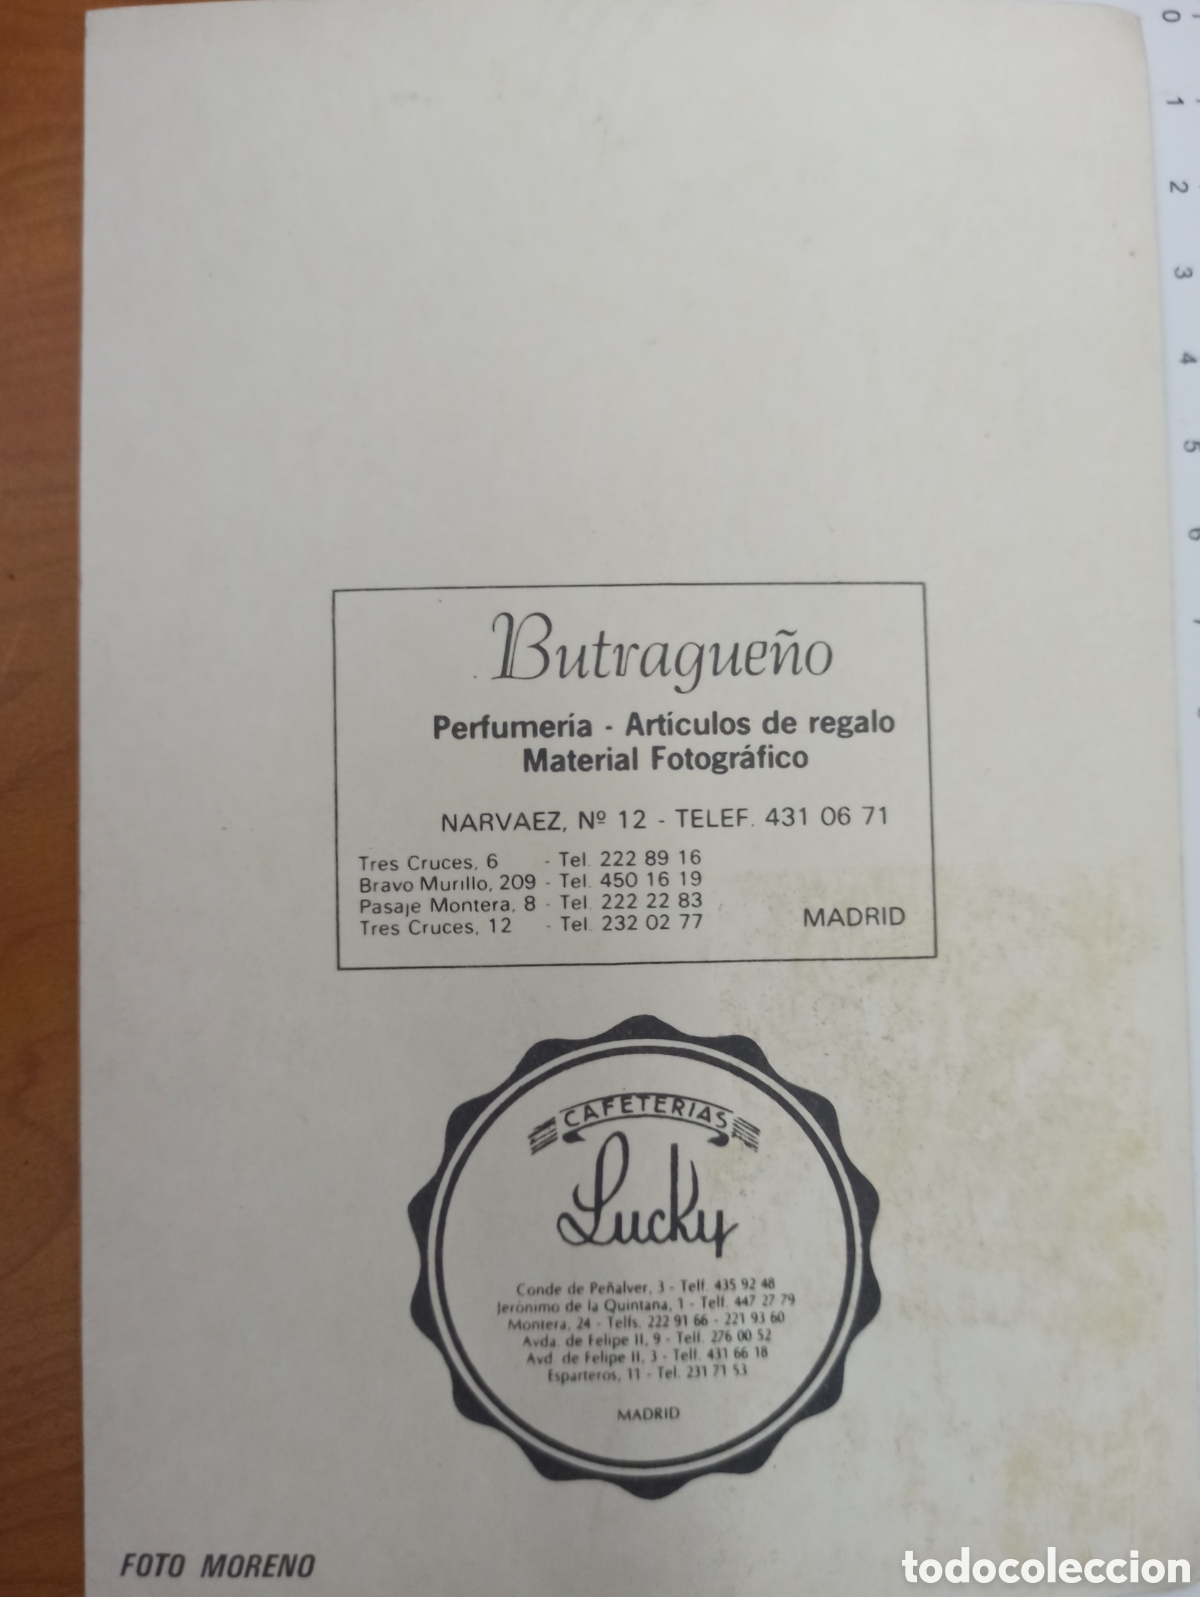 Butragueño
Perfumería - Artículos de regalo
Material Fotográfico
NARVAEZ, Nº 12 - TELEF. 431 06 71
Tres Cruces, 6 - Tel. 222 89 16
Bravo Murillo, 209 - Tel. 450 16 19
Pasaje Montera, 8 - Tel. 222 22 83
Tres Cruces, 12 - Tel. 232 02 77
MADRID
CAFETERIAS
Lucky
Conde de Peñalver, 3 - Telf. 435 92 48
Jerónimo de la Quintana, 1 - Telf. 447 27 79
Montera, 24 - Telfs. 222 91 66 - 221 93 60
Avda. de Felipe II, 9 - Telf. 276 00 52
Avd. de Felipe II, 3 - Telf. 431 66 18
Esparteros, 11 - Tel. 231 71 53
MADRID
FOTO MORENO
todocoleccion
0
1
2
3
4
5
6
7